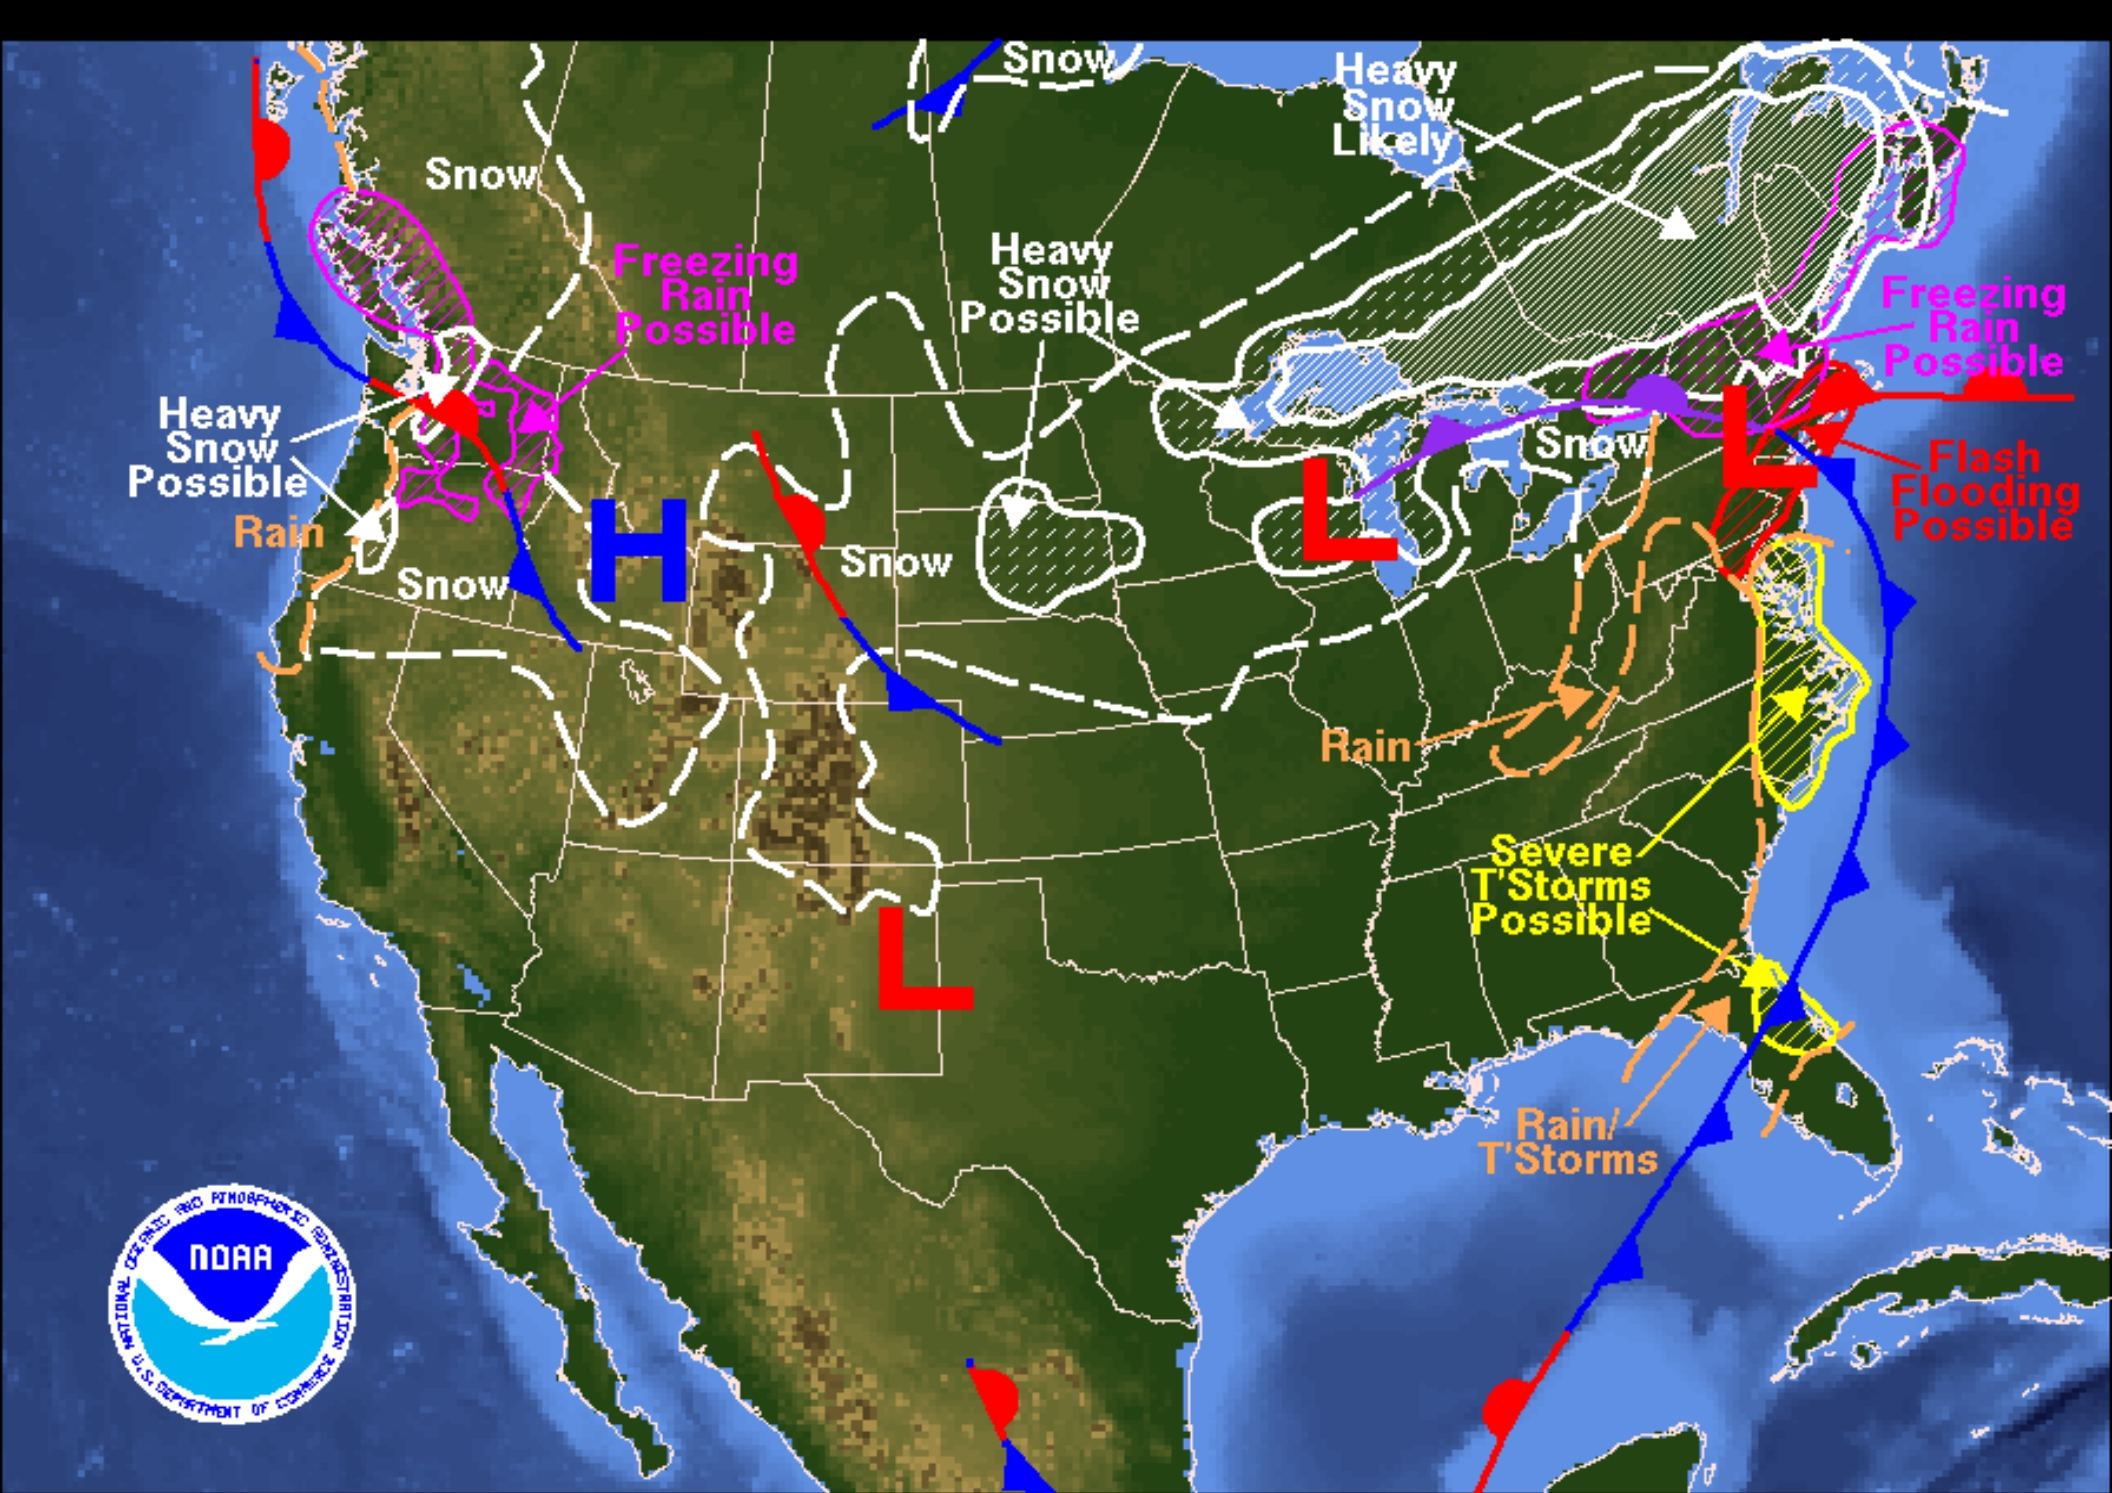 Snow
Heavy
Snow
Likely
Snow
Heavy
Snow
Possible
Freezing
Rain
Possible
Freezing
Rain
Possible
Heavy
Snow
Possible
Rain
Snow
H
Snow
L
Snow
L
Flash
Flooding
Possible
Rain
Severe
T'Storms
Possible
L
Rain/
T'Storms
NATIONAL OCEANIC AND ATMOSPHERIC ADMINISTRATION
NOAA
U.S. DEPARTMENT OF COMMERCE